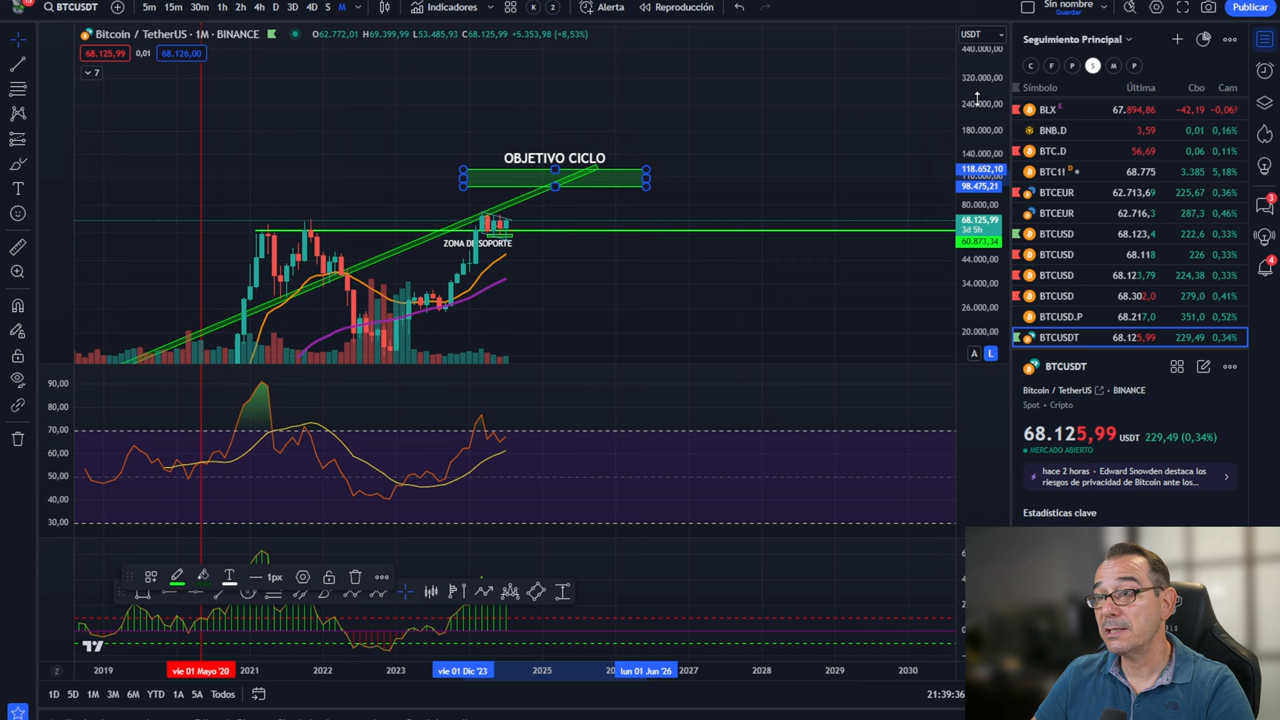 BTCUSDT
5m 15m 30m 1h 2h 4h D 3D 4D S M
Indicadores
K 2
Alerta
Reproducción
Sin nombre
Guardar
Publicar
Bitcoin / TetherUS · 1M · BINANCE
O62.772,01 H69.399,99 L53.485,93 C68.125,99 +5.353,98 (+8,53%)
68.125,99 0,01 68.126,00
7
USDT
440.000,00
320.000,00
240.000,00
180.000,00
140.000,00
118.652,10
110.000,00
98.475,21
80.000,00
68.125,99
3d 5h
60.873,34
44.000,00
34.000,00
26.000,00
20.000,00
A L
OBJETIVO CICLO
ZONA DE SOPORTE
90,00
80,00
70,00
60,00
50,00
40,00
30,00
1px
Z 2019 vie 01 Mayo '20 2021 2022 2023 vie 01 Dic '23 2025 lun 01 Jun '26 2027 2028 2029 2030
1D 5D 1M 3M 6M YTD 1A 5A Todos
21:39:36
Seguimiento Principal
C F P S M P
Símbolo Última Cbo Cam
BLX E 67.894,86 -42,19 -0,06%
BNB.D 3,59 0,01 0,16%
BTC.D 56,69 0,06 0,11%
BTC1! D 68.775 3.385 5,18%
BTCEUR 62.713,69 225,67 0,36%
BTCEUR 62.716,3 287,3 0,46%
BTCUSD 68.123,4 226 0,33%
BTCUSD 68.118 226 0,33%
BTCUSD 68.123,79 224,38 0,33%
BTCUSD 68.302,0 279,0 0,41%
BTCUSD.P 68.217,0 351,0 0,52%
BTCUSDT 68.125,99 229,49 0,34%
BTCUSDT
Bitcoin / TetherUS · BINANCE
Spot · Cripto
68.125,99 USDT 229,49 (0,34%)
MERCADO ABIERTO
hace 2 horas · Edward Snowden destaca los
riesgos de privacidad de Bitcoin ante los...
Estadísticas clave
3
4